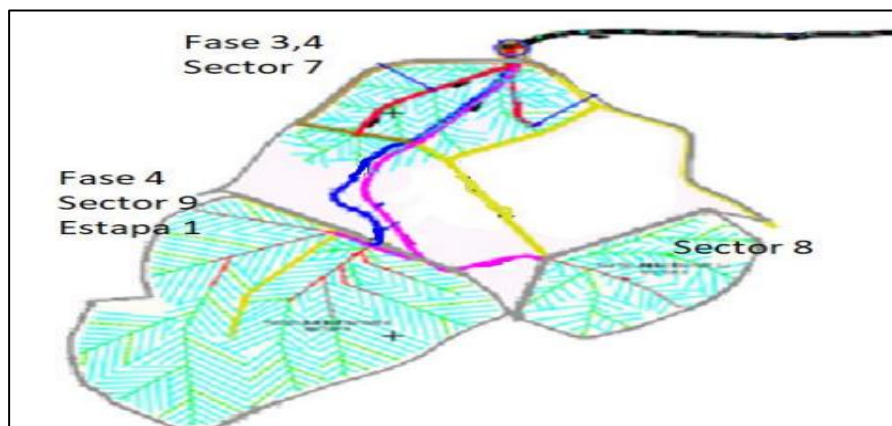 Fase 3,4
Sector 7
Fase 4
Sector 9
Estapa 1
Sector 8